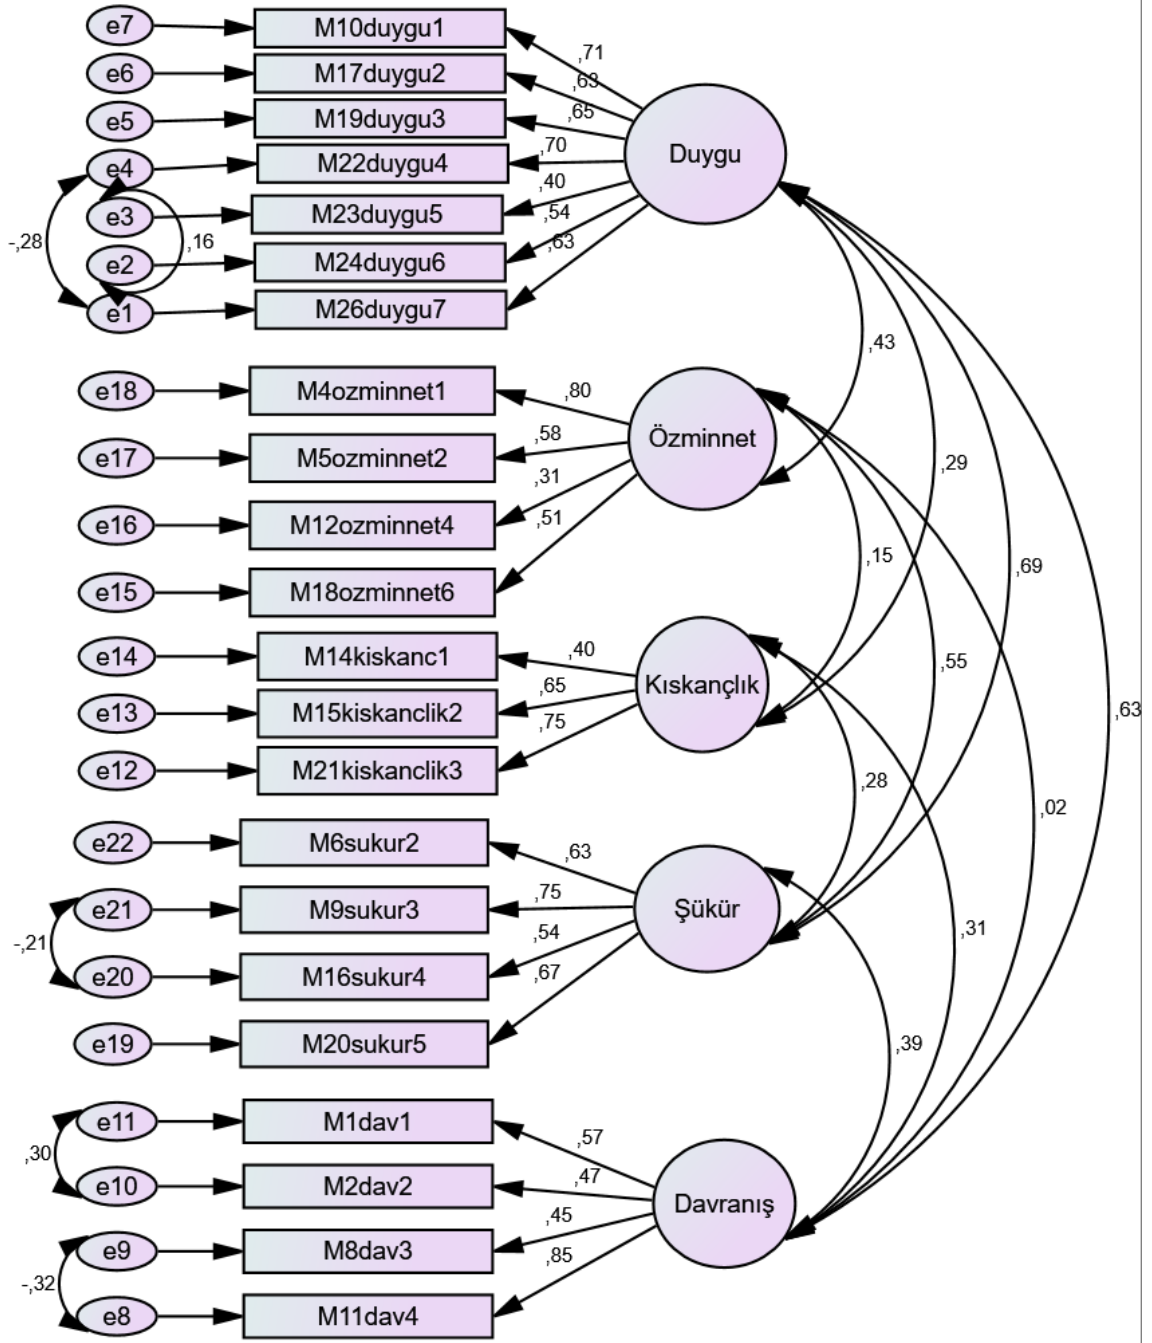 e7 M10duygu1 ,71
e6 M17duygu2 ,63
e5 M19duygu3 ,65
e4 M22duygu4 ,70
e3 M23duygu5 ,40
e2 M24duygu6 ,54
e1 M26duygu7 ,63
-,28
,16
Duygu
e18 M4ozminnet1 ,80
e17 M5ozminnet2 ,58
e16 M12ozminnet4 ,31
e15 M18ozminnet6 ,51
Özminnet
e14 M14kiskanc1 ,40
e13 M15kiskanclik2 ,65
e12 M21kiskanclik3 ,75
Kıskançlık
e22 M6sukur2 ,63
e21 M9sukur3 ,75
e20 M16sukur4 ,54
e19 M20sukur5 ,67
-,21
Şükür
e11 M1dav1 ,57
e10 M2dav2 ,47
e9 M8dav3 ,45
e8 M11dav4 ,85
,30
-,32
Davranış
,43
,29
,15
,69
,55
,63
,28
,02
,31
,39